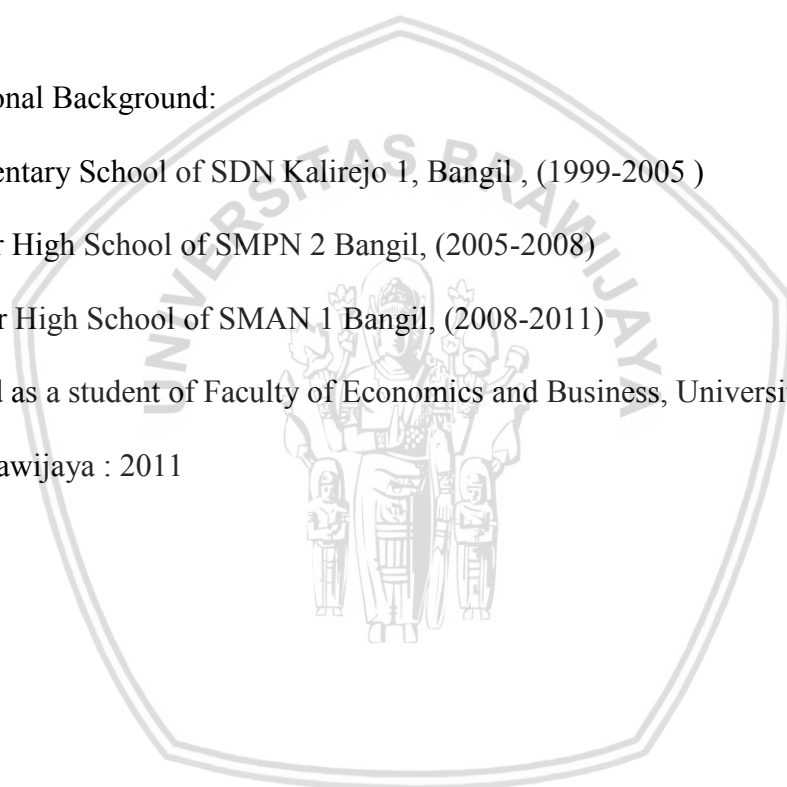 onal Background:
entary School of SDN Kalirejo 1, Bangil , (1999-2005 )
r High School of SMPN 2 Bangil, (2005-2008)
r High School of SMAN 1 Bangil, (2008-2011)
d as a student of Faculty of Economics and Business, Universi
awijaya : 2011
UNIVERSITAS BRAWIJAYA